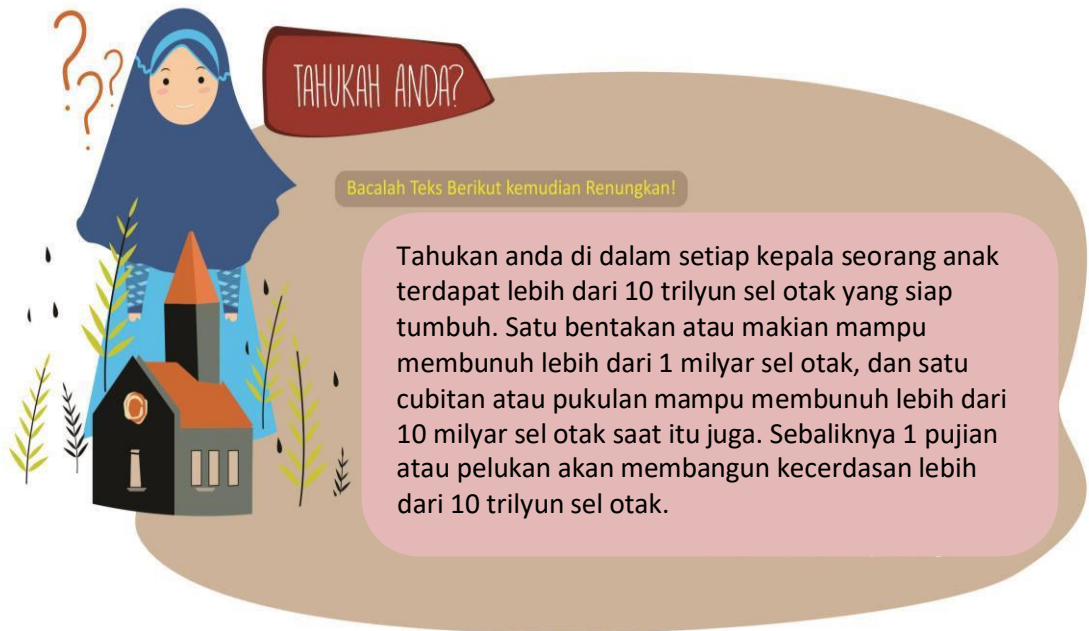 ???
TAHUKAH ANDA?
Bacalah Teks Berikut kemudian Renungkan!
Tahukan anda di dalam setiap kepala seorang anak
terdapat lebih dari 10 trilyun sel otak yang siap
tumbuh. Satu bentakan atau makian mampu
membunuh lebih dari 1 milyar sel otak, dan satu
cubitan atau pukulan mampu membunuh lebih dari
10 milyar sel otak saat itu juga. Sebaliknya 1 pujian
atau pelukan akan membangun kecerdasan lebih
dari 10 trilyun sel otak.